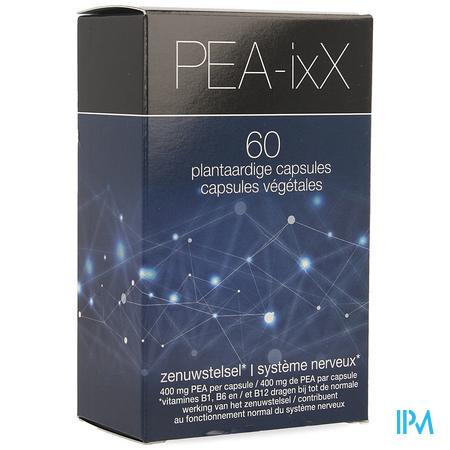 PEA-ixX
60
plantaardige capsules
capsules végétales
zenuwstelsel* I système nerveux*
400 mg PEA per capsule / 400 mg de PEA par capsule
*vitamines B1, B6 en / et B12 dragen bij tot de normale
werking van het zenuwstelsel / contribuent
au fonctionnement normal du système nerveux
IPM